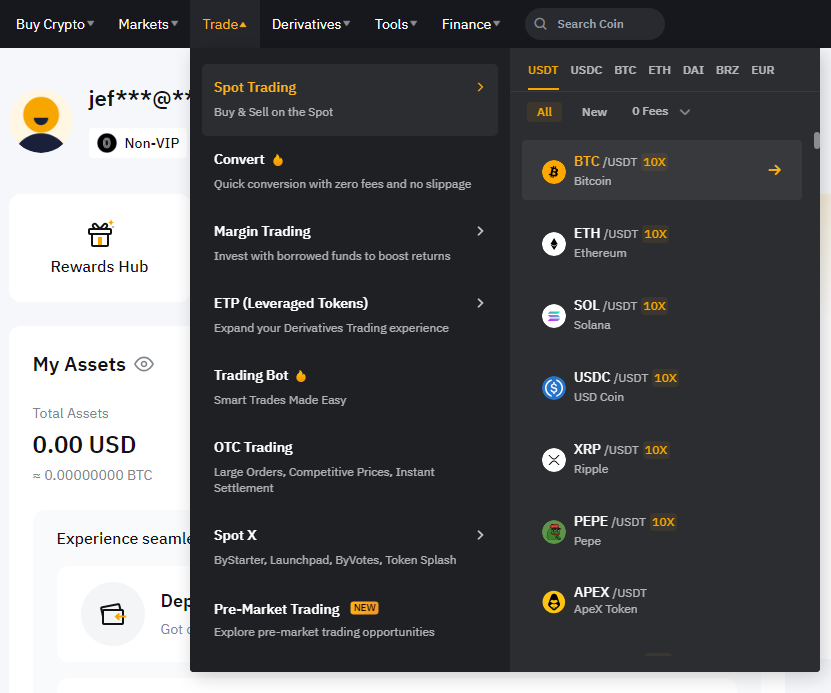 Buy Crypto Markets Trade Derivatives Tools Finance Search Coin
jef***@**
Non-VIP
Rewards Hub
My Assets
Total Assets
0.00 USD
≈ 0.00000000 BTC
Experience seamle
Dep
Got
Spot Trading
Buy & Sell on the Spot
Convert
Quick conversion with zero fees and no slippage
Margin Trading
Invest with borrowed funds to boost returns
ETP (Leveraged Tokens)
Expand your Derivatives Trading experience
Trading Bot
Smart Trades Made Easy
OTC Trading
Large Orders, Competitive Prices, Instant
Settlement
Spot X
ByStarter, Launchpad, ByVotes, Token Splash
Pre-Market Trading NEW
Explore pre-market trading opportunities
USDT USDC BTC ETH DAI BRZ EUR
All New 0 Fees
BTC /USDT 10X
Bitcoin
ETH /USDT 10X
Ethereum
SOL /USDT 10X
Solana
USDC /USDT 10X
USD Coin
XRP /USDT 10X
Ripple
PEPE /USDT 10X
Pepe
APEX /USDT
ApeX Token